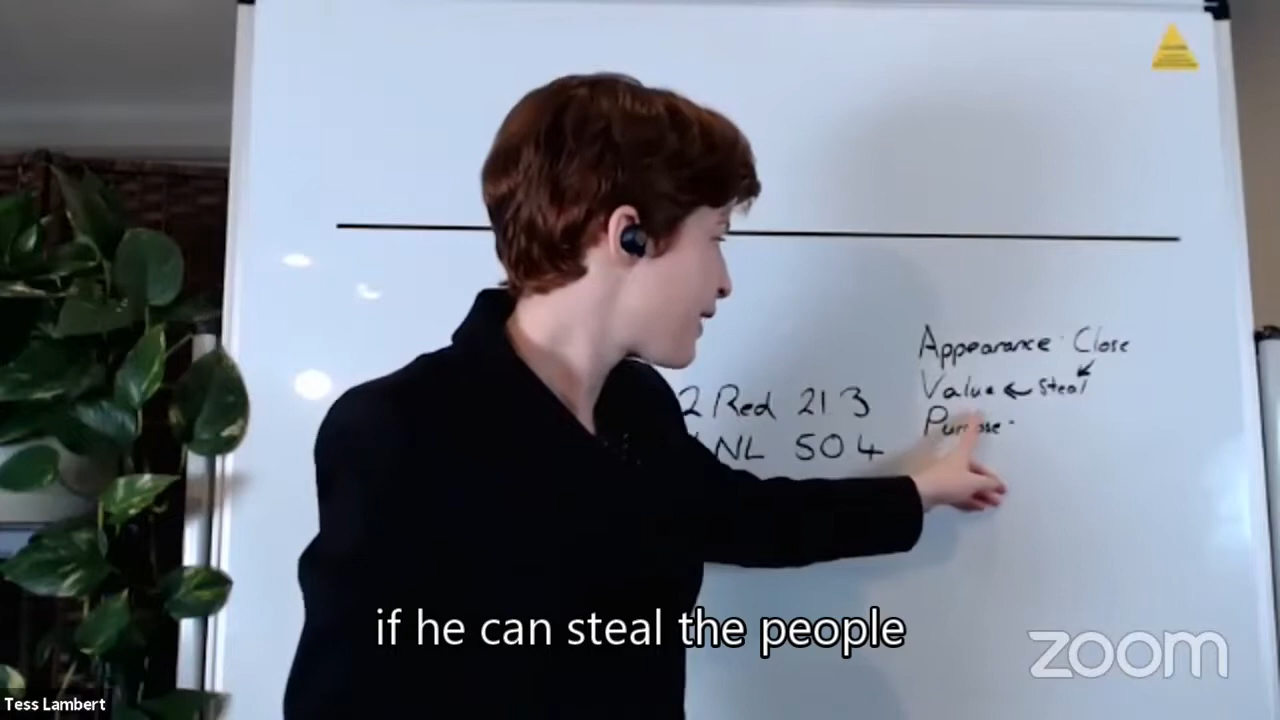 Appearance · Close
Value ← steal
2 Red 213
Purpose -
NL 504
if he can steal the people
zoom
Tess Lambert